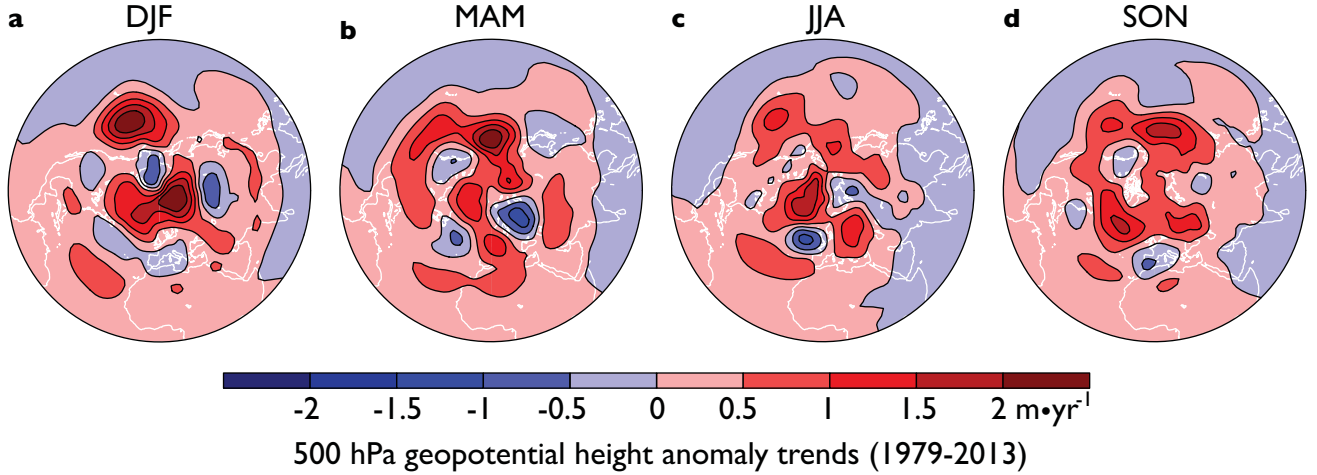 a DJF
b MAM
c JJA
d SON
-2 -1.5 -1 -0.5 0 0.5 1 1.5 2 m•yr-1
500 hPa geopotential height anomaly trends (1979-2013)